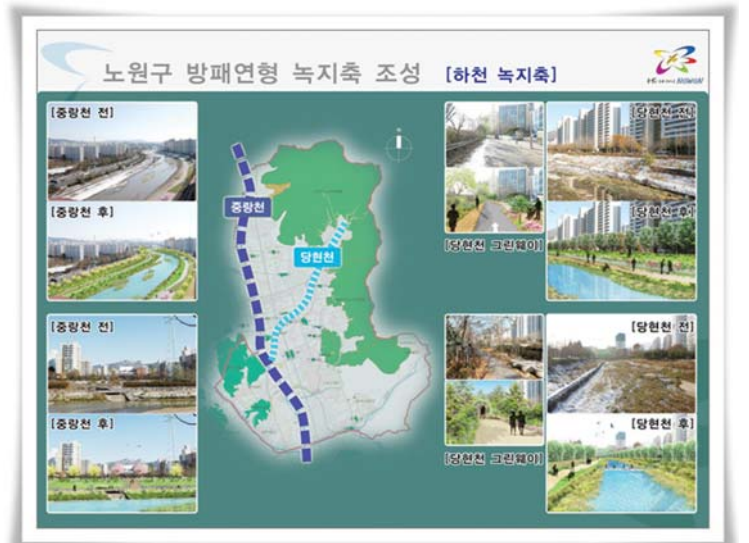 노원구 방패연형 녹지축 조성 [하천 녹지축]
NOWON
[중랑천 전]
[중랑천 후]
[중랑천 전]
[중랑천 후]
중랑천
당현천
[당현천 그린웨이]
[당현천 전]
[당현천 후]
[당현천 그린웨이]
[당현천 전]
[당현천 후]